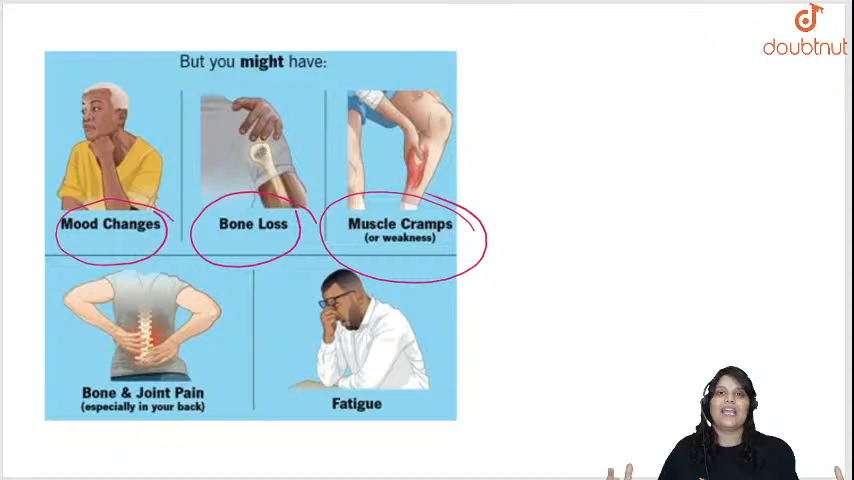 doubtnut
But you might have:
Mood Changes
Bone Loss
Muscle Cramps
(or weakness)
Bone & Joint Pain
(especially in your back)
Fatigue